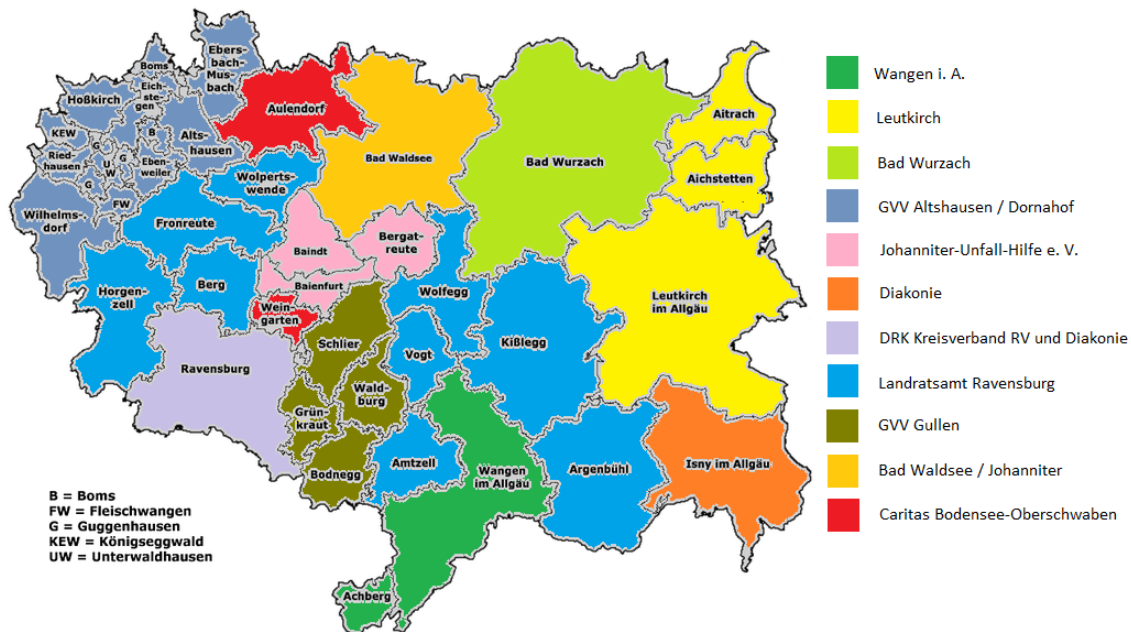 Ebers-
bach-
Mus-
bach
Boms
Eich-
stegen
Hoßkirch
Aulendorf
KEW
G
B
Alts-
hausen
Ried-
hausen
U
W
G
Eben-
weiler
G
FW
Wilhelms-
dorf
Bad Waldsee
Bad Wurzach
Aitrach
Aichstetten
Wolperts-
wende
Fronreute
Baindt
Bergat-
reute
Horgen-
zell
Berg
Baienfurt
Wein-
garten
Wolfegg
Leutkirch
im Allgäu
Schlier
Vogt
Kißlegg
Ravensburg
Wald-
burg
Grün-
kraut
Bodnegg
Amtzell
Wangen
im Allgäu
Argenbühl
Isny im Allgäu
Achberg
B = Boms
FW = Fleischwangen
G = Guggenhausen
KEW = Königseggwald
UW = Unterwaldhausen
Wangen i. A.
Leutkirch
Bad Wurzach
GVV Altshausen / Dornahof
Johanniter-Unfall-Hilfe e. V.
Diakonie
DRK Kreisverband RV und Diakonie
Landratsamt Ravensburg
GVV Gullen
Bad Waldsee / Johanniter
Caritas Bodensee-Oberschwaben